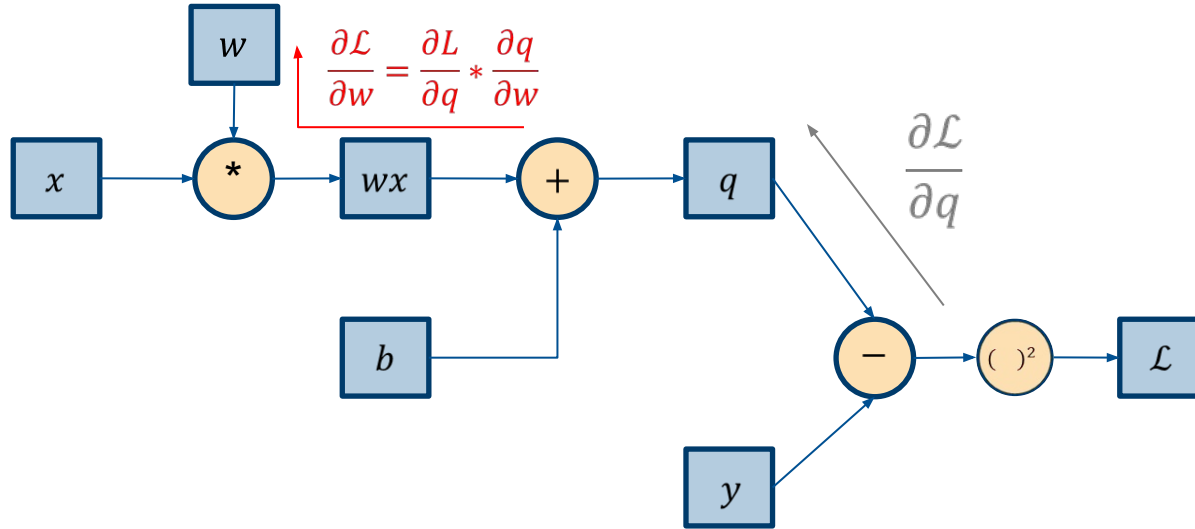 w
∂ℒ/∂w = ∂L/∂q * ∂q/∂w
∂ℒ/∂q
x
*
wx
+
q
b
−
( )²
ℒ
y